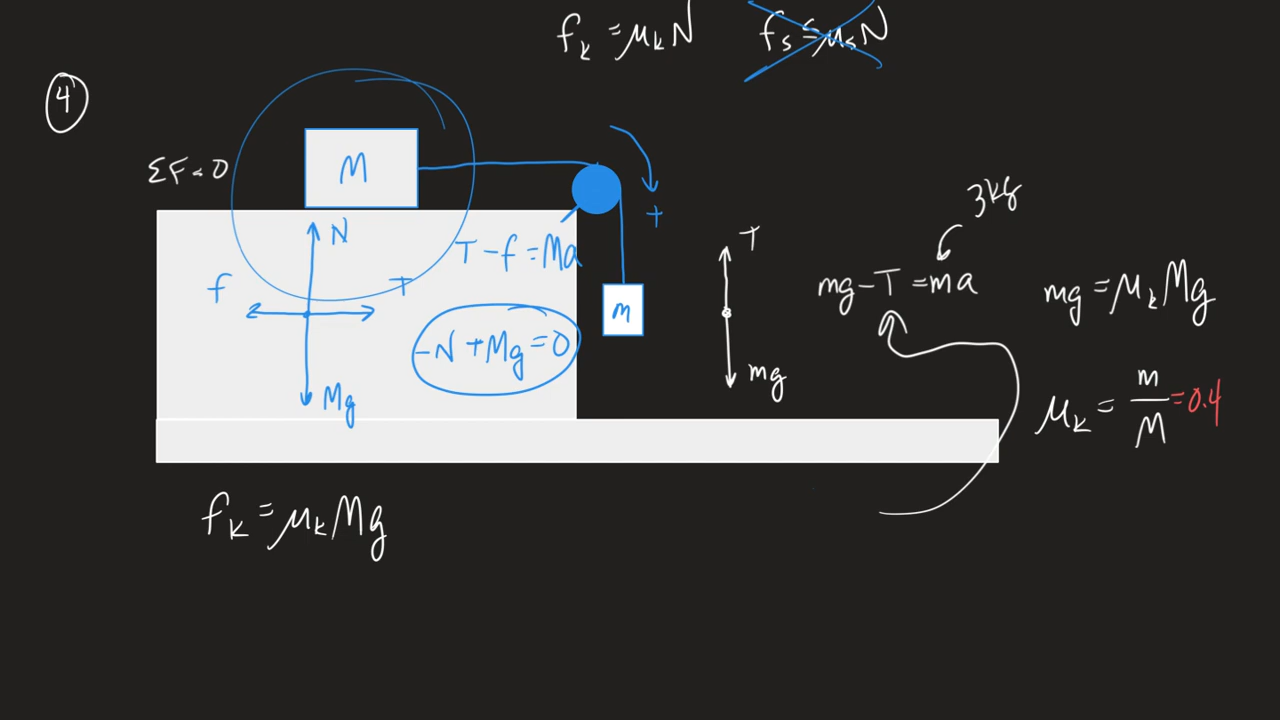 f_k = μ_k N
f_s ≤ μ_s N
4
ΣF = 0
M
N
f
T
Mg
T - f = Ma
-N + Mg = 0
+
m
T
mg
3kg
mg - T = ma
mg = μ_k Mg
μ_k = m/M = 0.4
f_k = μ_k Mg